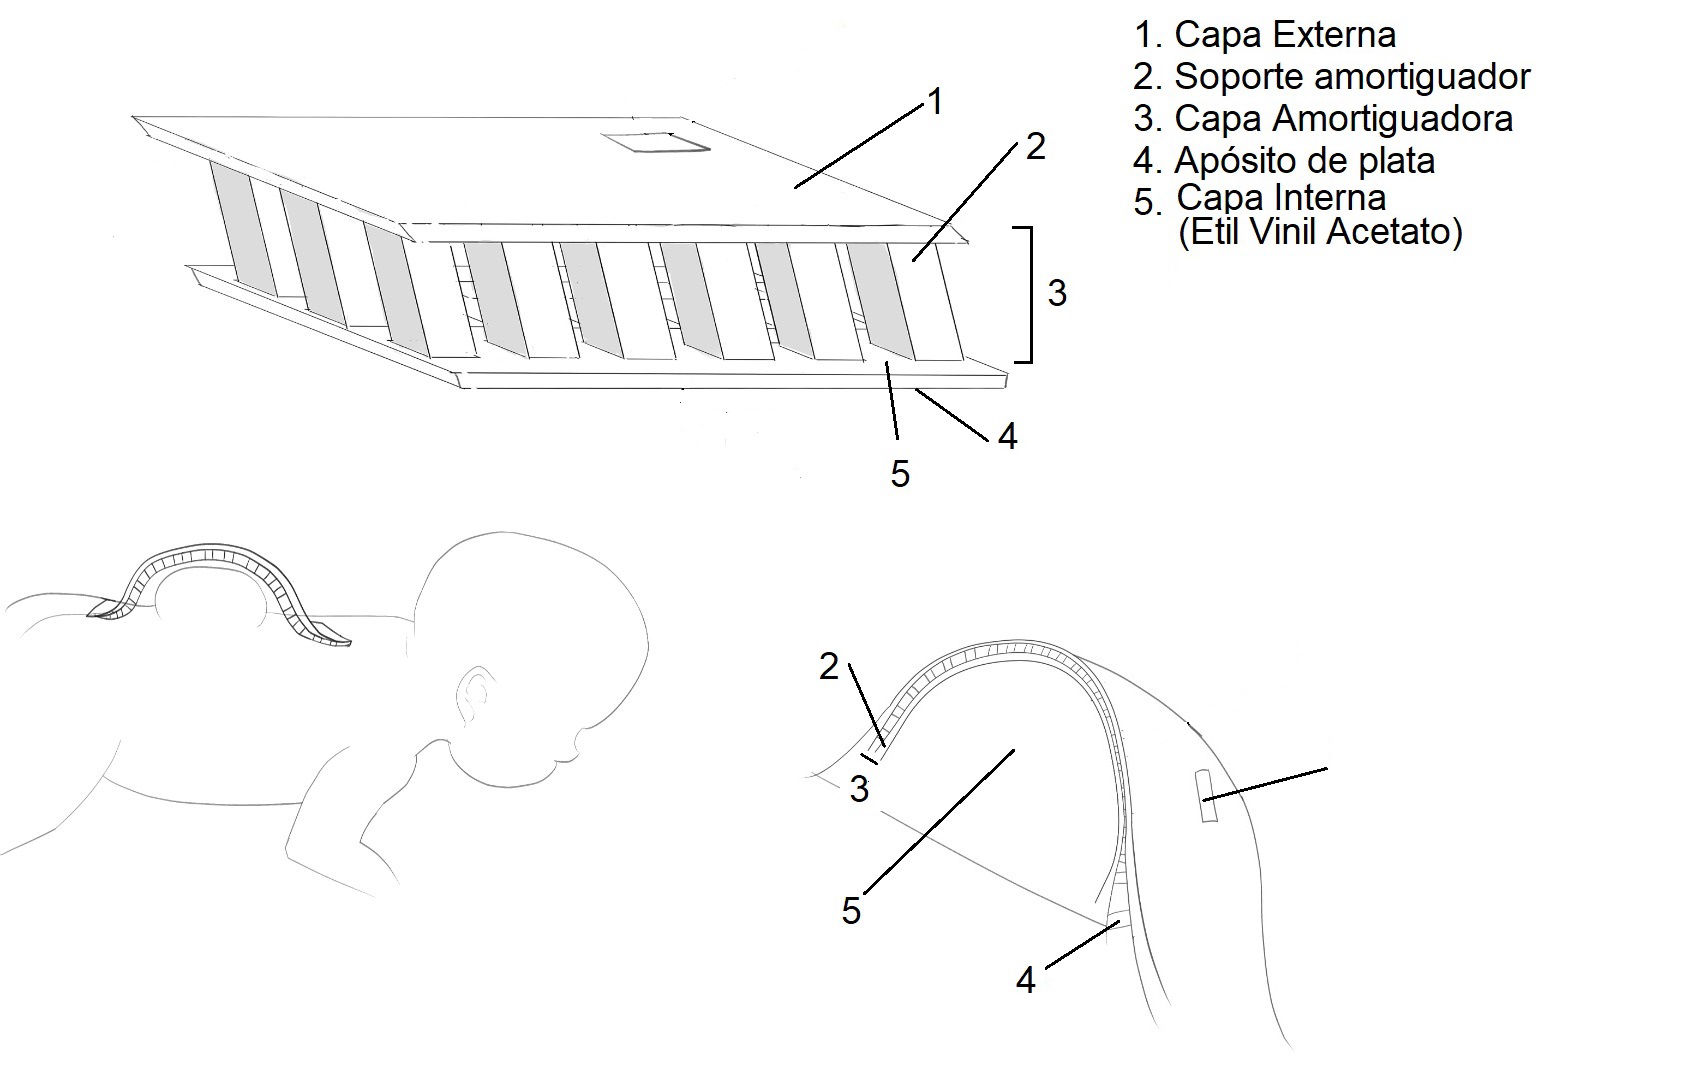 1. Capa Externa
2. Soporte amortiguador
3. Capa Amortiguadora
4. Apósito de plata
5. Capa Interna
(Etil Vinil Acetato)
1
2
3
4
5
2
3
5
4